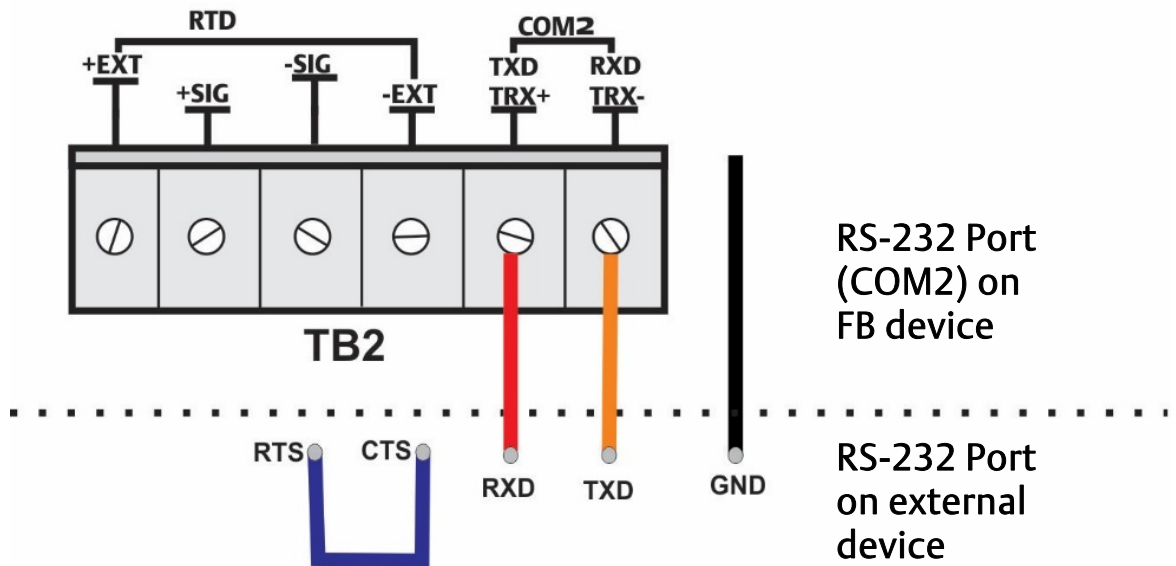 RTD
COM2
+EXT
+SIG
-SIG
-EXT
TXD
TRX+
RXD
TRX-
TB2
RS-232 Port
(COM2) on
FB device
RTS
CTS
RXD
TXD
GND
RS-232 Port
on external
device